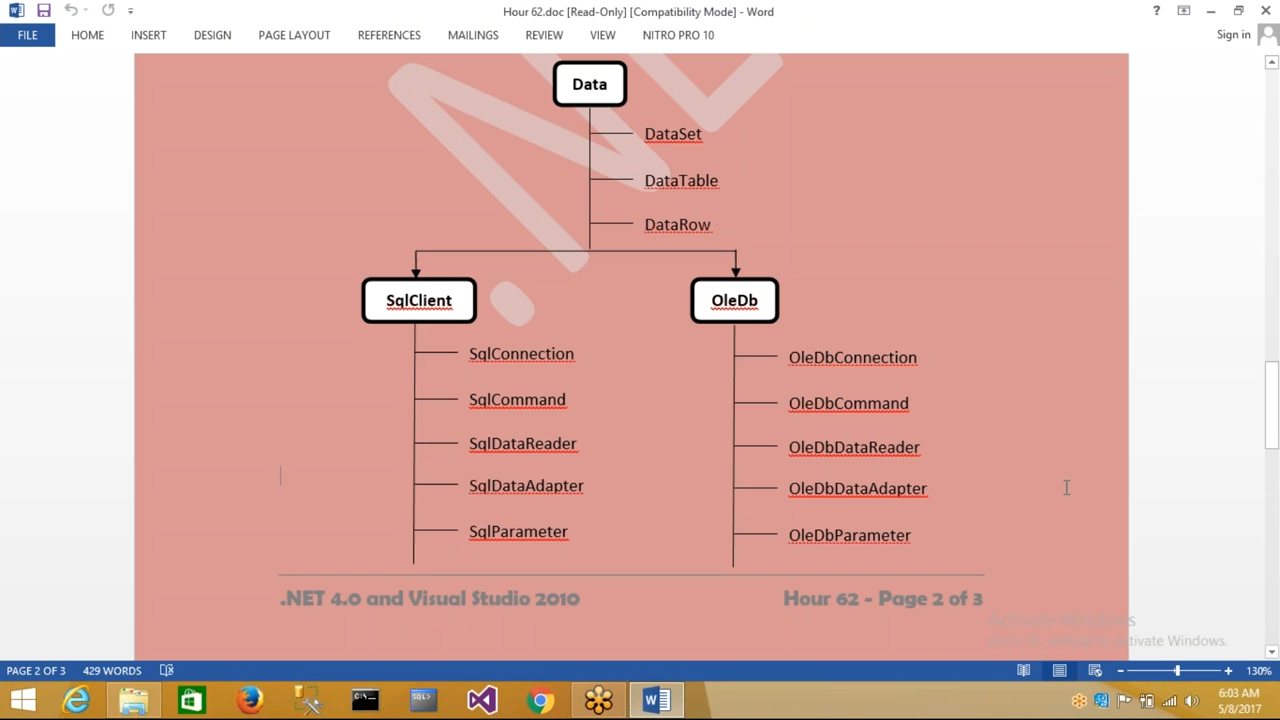 Hour 62.doc [Read-Only] [Compatibility Mode] - Word
?
FILE HOME INSERT DESIGN PAGE LAYOUT REFERENCES MAILINGS REVIEW VIEW NITRO PRO 10 Sign in
Data
DataSet
DataTable
DataRow
SqlClient OleDb
SqlConnection OleDbConnection
SqlCommand OleDbCommand
SqlDataReader OleDbDataReader
SqlDataAdapter OleDbDataAdapter
SqlParameter OleDbParameter
.NET 4.0 and Visual Studio 2010 Hour 62 - Page 2 of 3
PAGE 2 OF 3 429 WORDS 130%
6:03 AM
5/8/2017